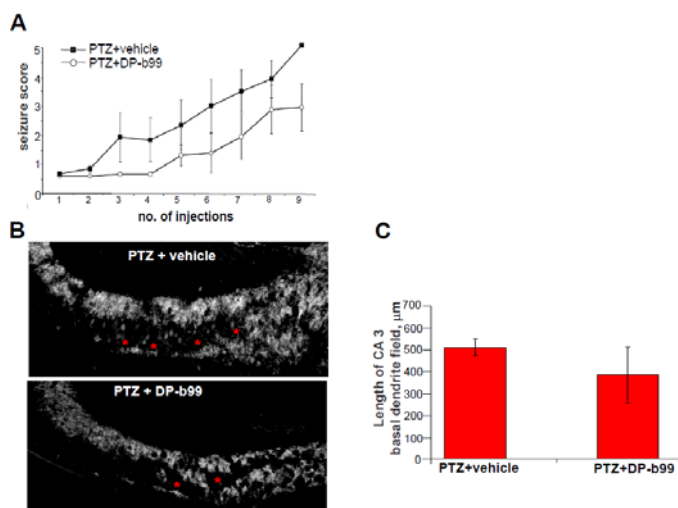 A
PTZ+vehicle
PTZ+DP-b99
seizure score
5
4
3
2
1
0
1 2 3 4 5 6 7 8 9
no. of injections
B
PTZ + vehicle
* * * *
PTZ + DP-b99
* *
C
Length of CA 3
basal dendrite field, µm
700
600
500
400
300
200
100
0
PTZ+vehicle PTZ+DP-b99